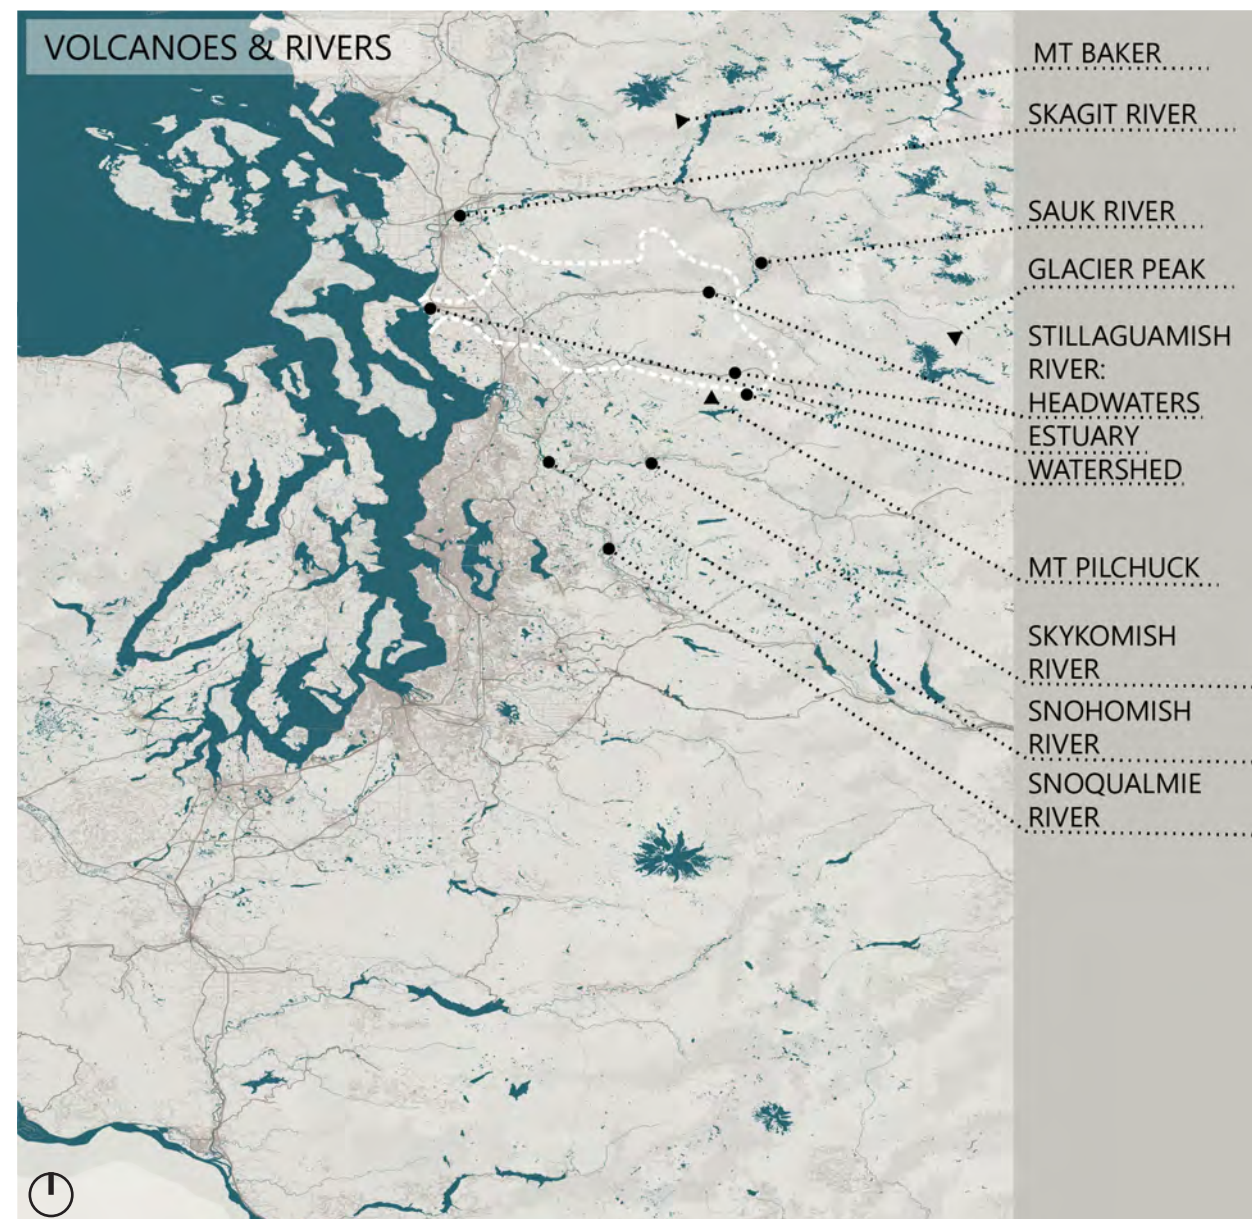 VOLCANOES & RIVERS
MT BAKER
SKAGIT RIVER
SAUK RIVER
GLACIER PEAK
STILLAGUAMISH
RIVER:
HEADWATERS
ESTUARY
WATERSHED
MT PILCHUCK
SKYKOMISH
RIVER
SNOHOMISH
RIVER
SNOQUALMIE
RIVER